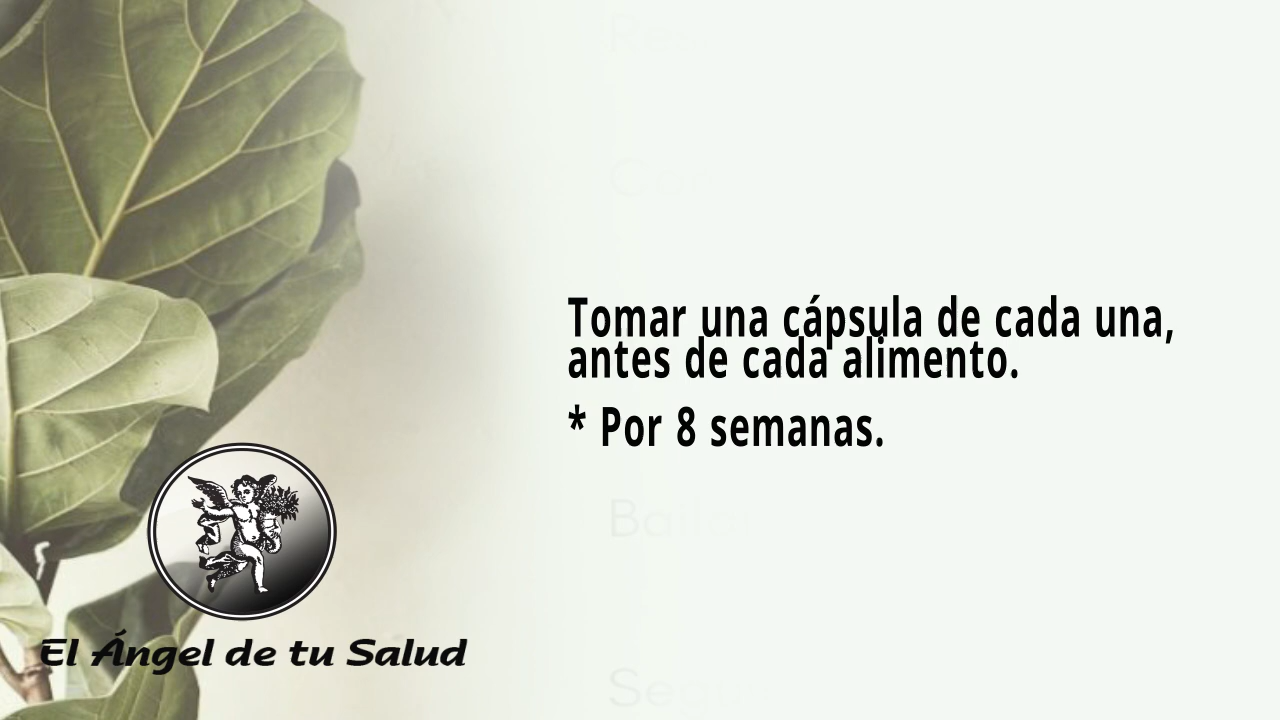 Tomar una cápsula de cada una,
antes de cada alimento.
* Por 8 semanas.
El Ángel de tu Salud